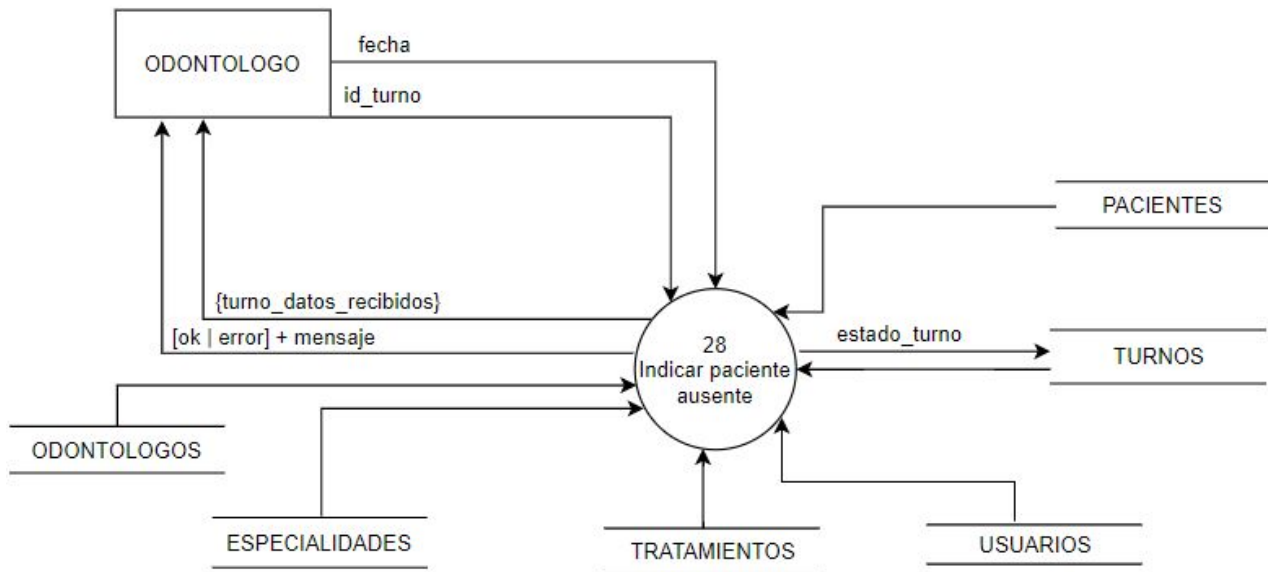 fecha
ODONTOLOGO
id_turno
PACIENTES
{turno_datos_recibidos}
[ok | error] + mensaje
28
Indicar paciente
ausente
estado_turno
TURNOS
ODONTOLOGOS
ESPECIALIDADES
TRATAMIENTOS
USUARIOS